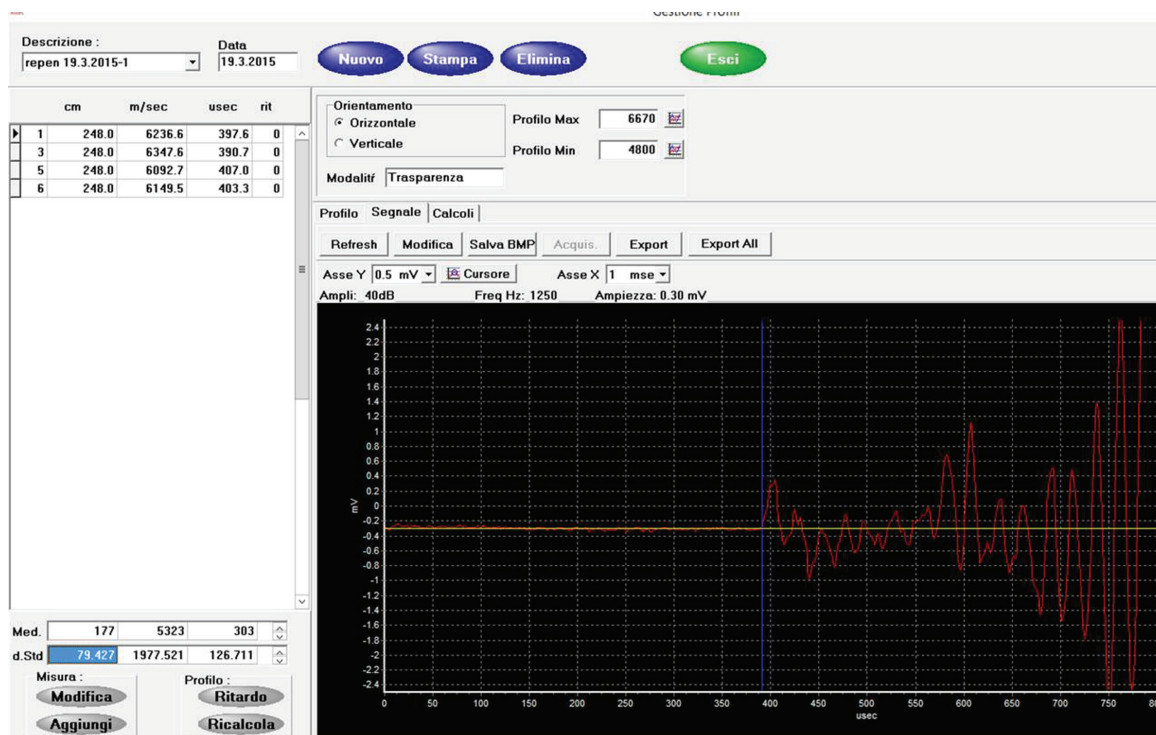 Gestione Profili
Descrizione :
Data
repen 19.3.2015-1
19.3.2015
Nuovo
Stampa
Elimina
Esci
cm m/sec usec rit
1 248.0 6236.6 397.6 0
3 248.0 6347.6 390.7 0
5 248.0 6092.7 407.0 0
6 248.0 6149.5 403.3 0
Orientamento
Orizzontale
Verticale
Profilo Max 6670
Profilo Min 4800
Modalitŕ Trasparenza
Profilo Segnale Calcoli
Refresh Modifica Salva BMP Acquis. Export Export All
Asse Y 0.5 mV Cursore Asse X 1 mse
Ampli: 40dB Freq Hz: 1250 Ampiezza: 0.30 mV
2.4
2.2
2
1.8
1.6
1.4
1.2
1
0.8
0.6
0.4
0.2
0
-0.2
-0.4
-0.6
-0.8
-1
-1.2
-1.4
-1.6
-1.8
-2
-2.2
-2.4
mV
0 50 100 150 200 250 300 350 400 450 500 550 600 650 700 750
usec
Med. 177 5323 303
d.Std 79.427 1977.521 126.711
Misura :
Modifica
Aggiungi
Profilo :
Ritardo
Ricalcola